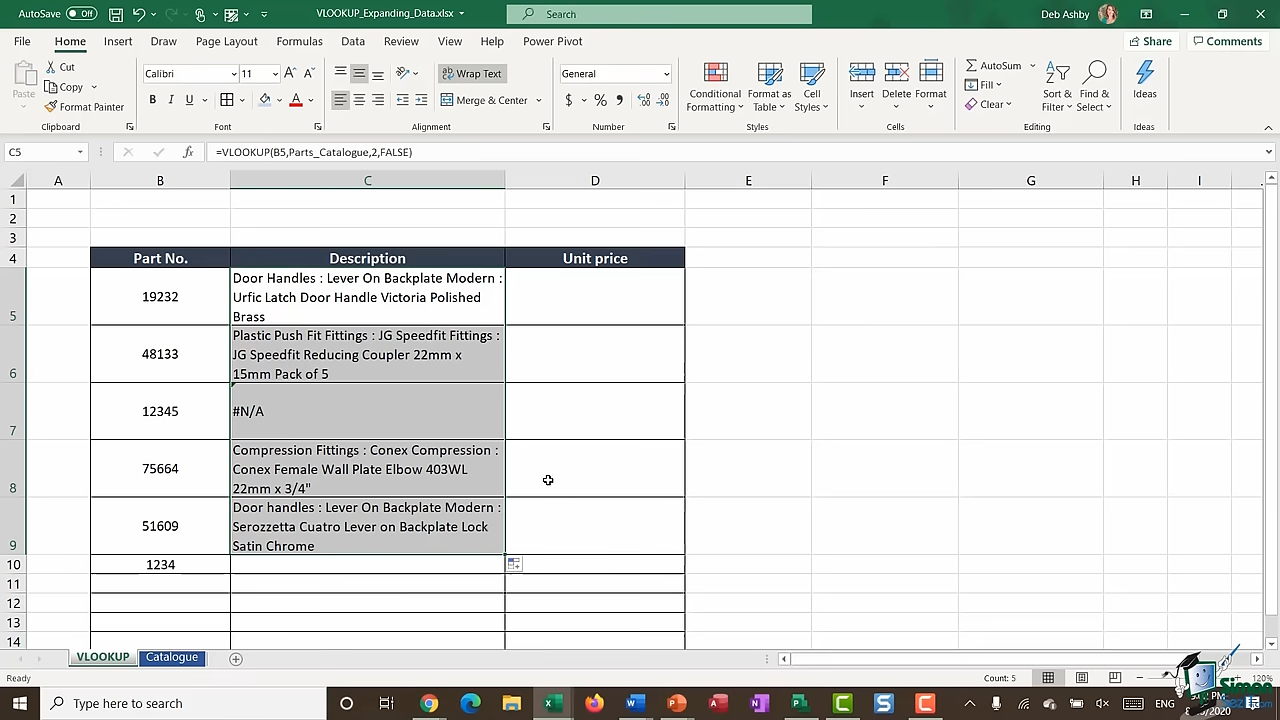 AutoSave Off VLOOKUP_Expanding_Data.xlsx Search Deb Ashby
File Home Insert Draw Page Layout Formulas Data Review View Help Power Pivot Share Comments
Paste Cut Copy Format Painter
Calibri 11 A A B I U A
Wrap Text Merge & Center
General $ % ,
Conditional Formatting Format as Table Cell Styles
Insert Delete Format
AutoSum Fill Clear Sort & Filter Find & Select
Ideas
Clipboard Font Alignment Number Styles Cells Editing Ideas
C5 fx =VLOOKUP(B5,Parts_Catalogue,2,FALSE)
A B C D E F G H I
1
2
3
4 Part No. Description Unit price
5 19232 Door Handles : Lever On Backplate Modern :
Urfic Latch Door Handle Victoria Polished
Brass
6 48133 Plastic Push Fit Fittings : JG Speedfit Fittings :
JG Speedfit Reducing Coupler 22mm x
15mm Pack of 5
7 12345 #N/A
8 75664 Compression Fittings : Conex Compression :
Conex Female Wall Plate Elbow 403WL
22mm x 3/4"
9 51609 Door handles : Lever On Backplate Modern :
Serozzetta Cuatro Lever on Backplate Lock
Satin Chrome
10 1234
11
12
13
14
VLOOKUP Catalogue
Ready Count: 5 120%
Type here to search ENG